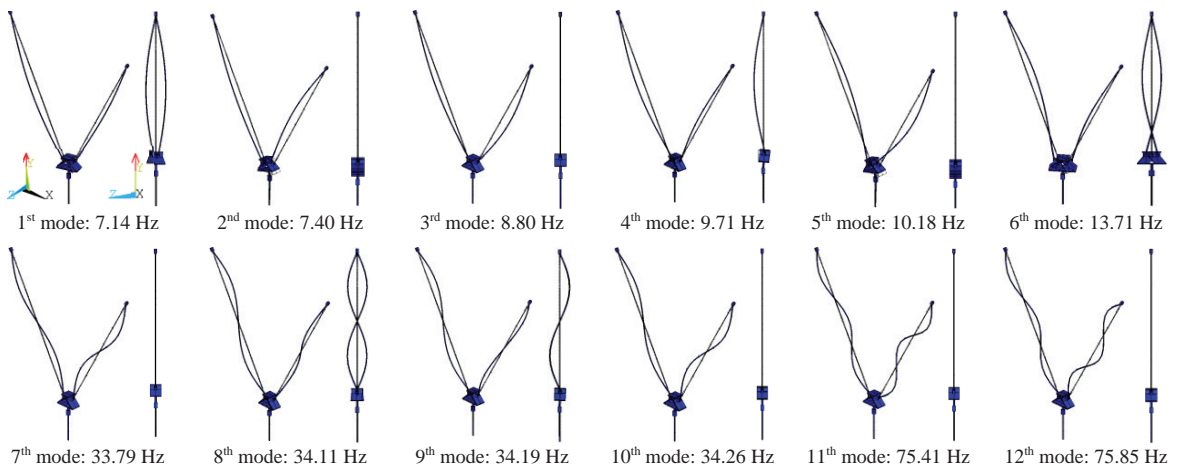 Y
Z
X
Y
Z
X
1st mode: 7.14 Hz
2nd mode: 7.40 Hz
3rd mode: 8.80 Hz
4th mode: 9.71 Hz
5th mode: 10.18 Hz
6th mode: 13.71 Hz
7th mode: 33.79 Hz
8th mode: 34.11 Hz
9th mode: 34.19 Hz
10th mode: 34.26 Hz
11th mode: 75.41 Hz
12th mode: 75.85 Hz